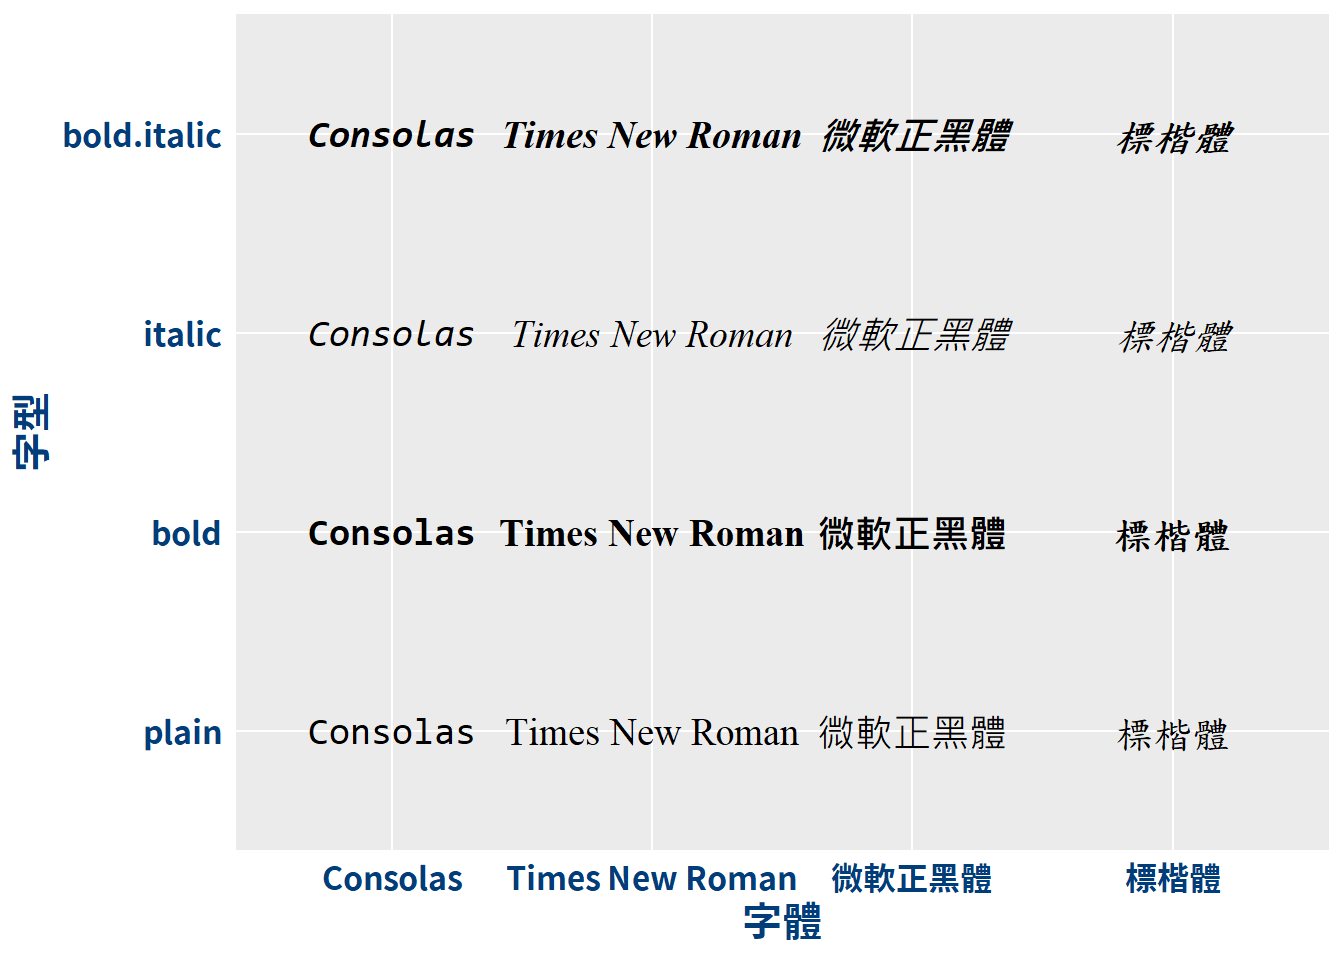 bold.italic Consolas Times New Roman 微軟正黑體 標楷體
italic Consolas Times New Roman 微軟正黑體 標楷體
字型
bold Consolas Times New Roman 微軟正黑體 標楷體
plain Consolas Times New Roman 微軟正黑體 標楷體
Consolas Times New Roman 微軟正黑體 標楷體
字體